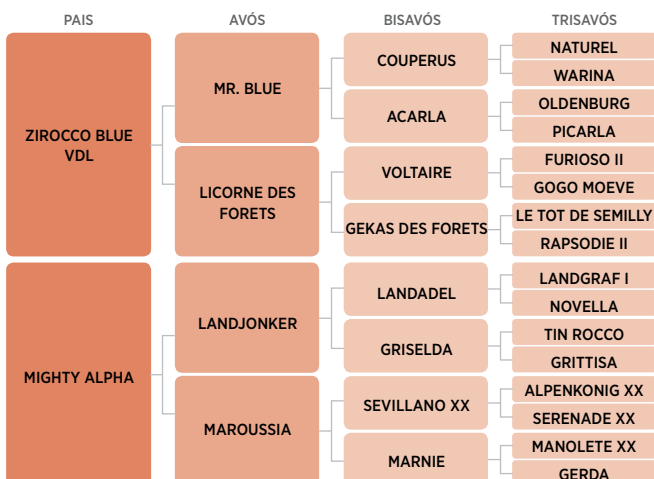 PAIS
AVÓS
BISAVÓS
TRISAVÓS
ZIROCCO BLUE
VDL
MR. BLUE
LICORNE DES
FORETS
COUPERUS
ACARLA
VOLTAIRE
GEKAS DES FORETS
NATUREL
WARINA
OLDENBURG
PICARLA
FURIOSO II
GOGO MOEVE
LE TOT DE SEMILLY
RAPSODIE II
MIGHTY ALPHA
LANDJONKER
MAROUSSIA
LANDADEL
GRISELDA
SEVILLANO XX
MARNIE
LANDGRAF I
NOVELLA
TIN ROCCO
GRITTISA
ALPENKONIG XX
SERENADE XX
MANOLETE XX
GERDA